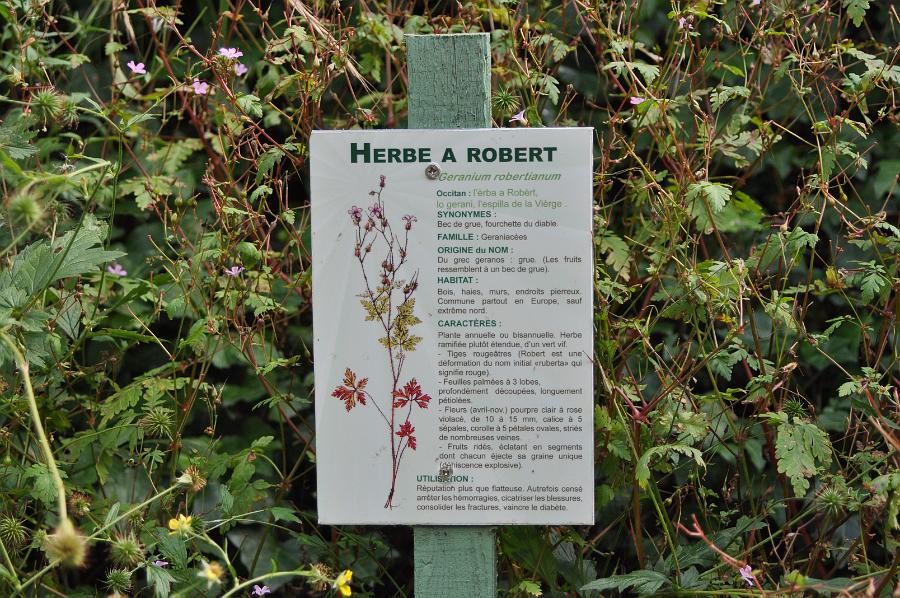 HERBE A ROBERT
Geranium robertianum
Occitan : l'èrba a Robèrt,
lo gerani, l'espilla de la Vièrge .
SYNONYMES :
Bec de grue, fourchette du diable.
FAMILLE : Geraniacées
ORIGINE du NOM :
Du grec geranos : grue. (Les fruits
ressemblent à un bec de grue).
HABITAT :
Bois, haies, murs, endroits pierreux.
Commune partout en Europe, sauf
extrême nord.
CARACTÈRES :
Plante annuelle ou bisannuelle. Herbe
ramifiée plutôt étendue, d'un vert vif.
- Tiges rougeâtres (Robert est une
déformation du nom initial «ruberta» qui
signifie rouge).
- Feuilles palmées à 3 lobes,
profondément découpées, longuement
pétiolées.
- Fleurs (avril-nov.) pourpre clair à rose
violacé, de 10 à 15 mm, calice à 5
sépales, corolle à 5 pétales ovales, striés
de nombreuses veines.
- Fruits ridés, éclatant en segments
dont chacun éjecte sa graine unique
(déhiscence explosive).
UTILISATION :
Réputation plus que flatteuse. Autrefois censé
arrêter les hémorragies, cicatriser les blessures,
consolider les fractures, vaincre le diabète.